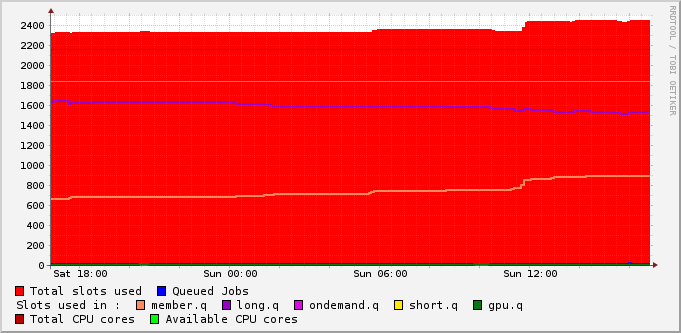 RRDTOOL / TOBI OETIKER
2400
2200
2000
1800
1600
1400
1200
1000
800
600
400
200
0
Sat 18:00 Sun 00:00 Sun 06:00 Sun 12:00
Total slots used Queued Jobs
Slots used in : member.q long.q ondemand.q short.q gpu.q
Total CPU cores Available CPU cores